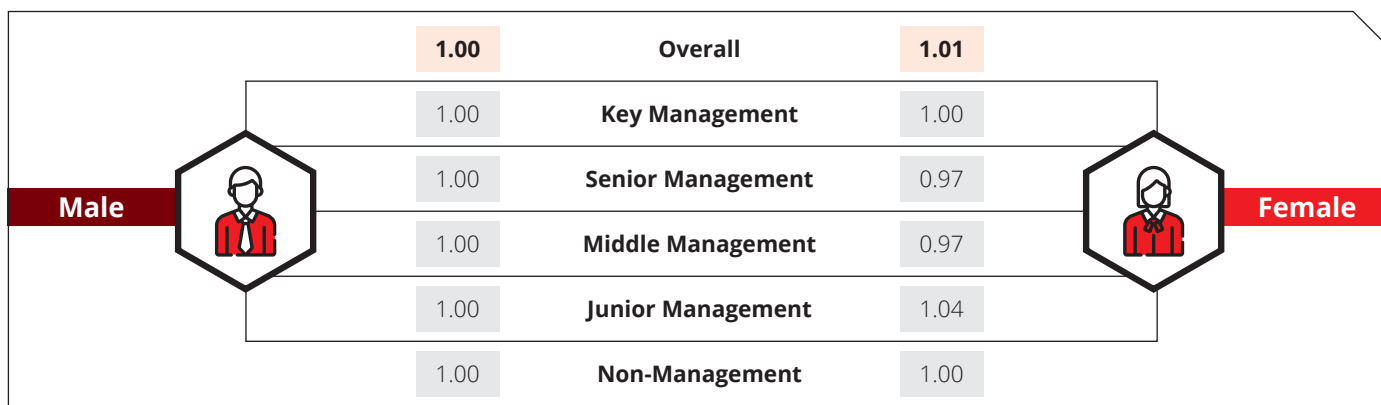 1.00 Overall 1.01
1.00 Key Management 1.00
1.00 Senior Management 0.97
Male Female
1.00 Middle Management 0.97
1.00 Junior Management 1.04
1.00 Non-Management 1.00